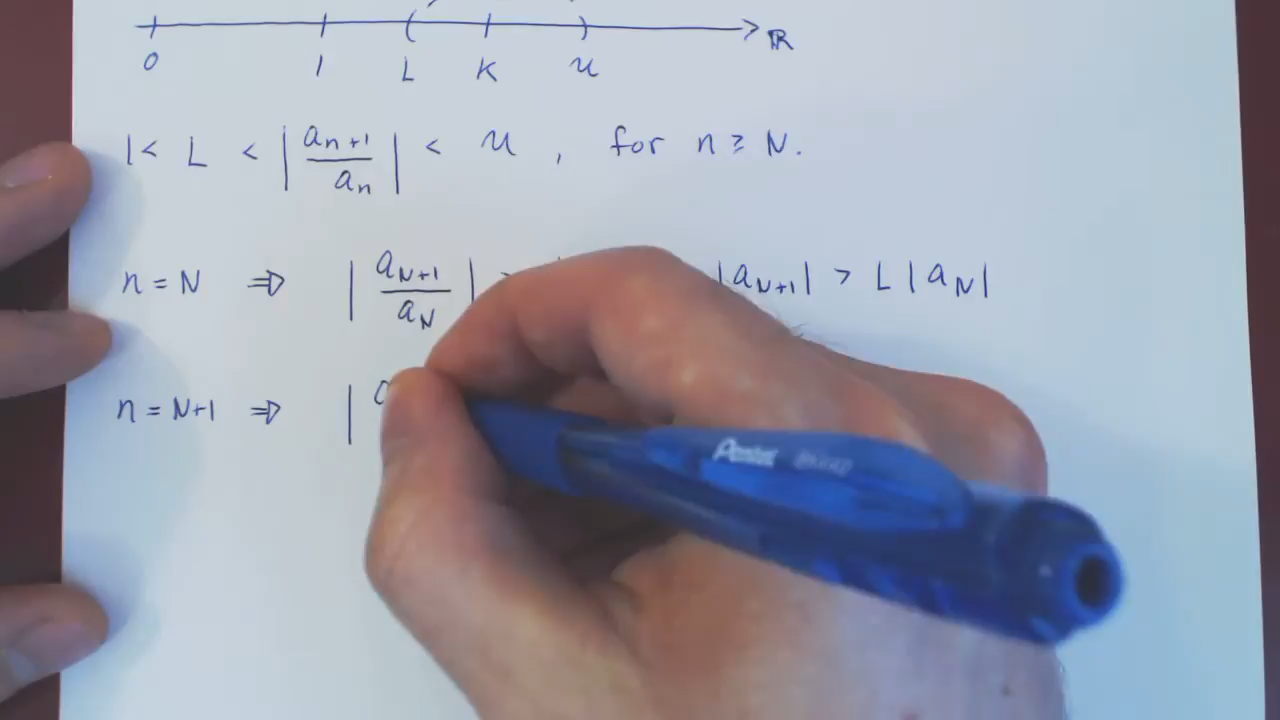 0 1 ( L K ) u ℝ
1 < L < | a_{n+1} / a_n | < u , for n ≥ N.
n = N ⇒ | a_{N+1} / a_N | |a_{N+1}| > L |a_N|
n = N+1 ⇒ | a
Pentel